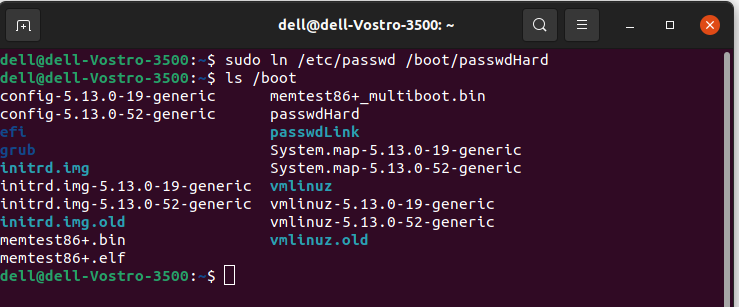 dell@dell-Vostro-3500: ~
dell@dell-Vostro-3500:~$ sudo ln /etc/passwd /boot/passwdHard
dell@dell-Vostro-3500:~$ ls /boot
config-5.13.0-19-generic      memtest86+_multiboot.bin
config-5.13.0-52-generic      passwdHard
efi                           passwdLink
grub                          System.map-5.13.0-19-generic
initrd.img                    System.map-5.13.0-52-generic
initrd.img-5.13.0-19-generic  vmlinuz
initrd.img-5.13.0-52-generic  vmlinuz-5.13.0-19-generic
initrd.img.old                vmlinuz-5.13.0-52-generic
memtest86+.bin                vmlinuz.old
memtest86+.elf
dell@dell-Vostro-3500:~$